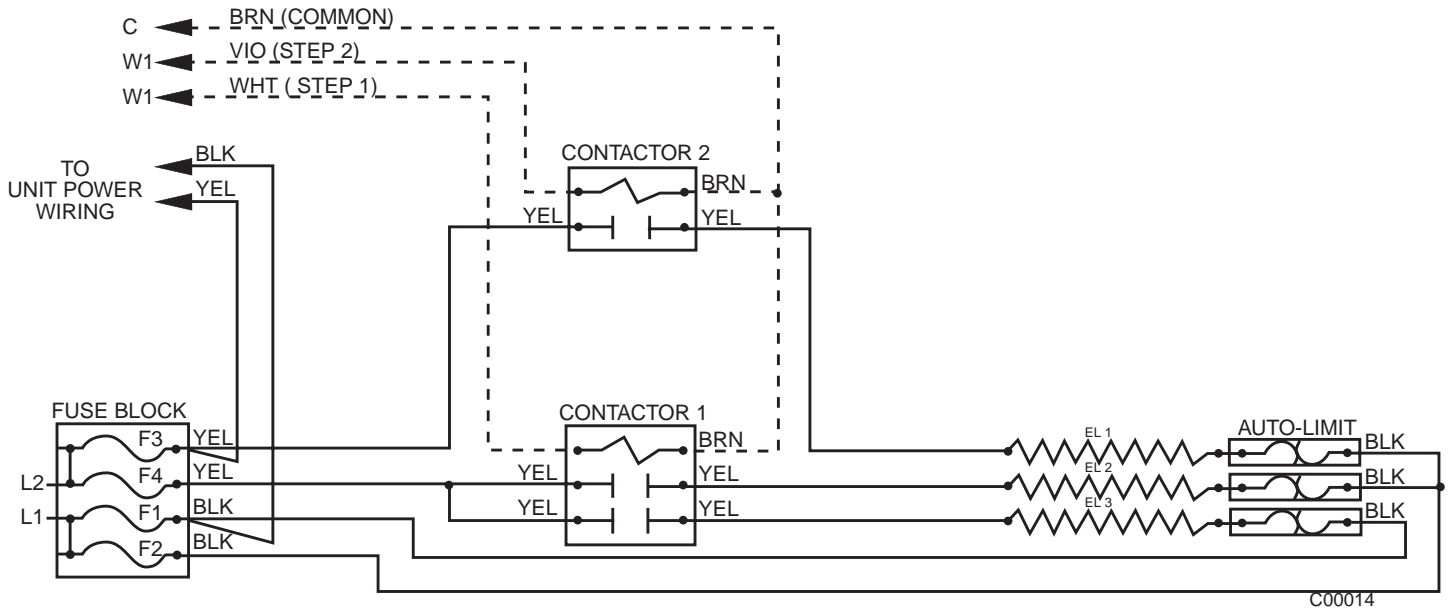 C
BRN (COMMON)
W1
VIO (STEP 2)
W1
WHT ( STEP 1)
BLK
TO
UNIT POWER
WIRING
YEL
CONTACTOR 2
BRN
YEL
YEL
FUSE BLOCK
CONTACTOR 1
AUTO-LIMIT
F3
YEL
BRN
EL 1
BLK
L2
F4
YEL
YEL
YEL
EL 2
BLK
L1
F1
BLK
YEL
YEL
EL 3
BLK
F2
BLK
C00014